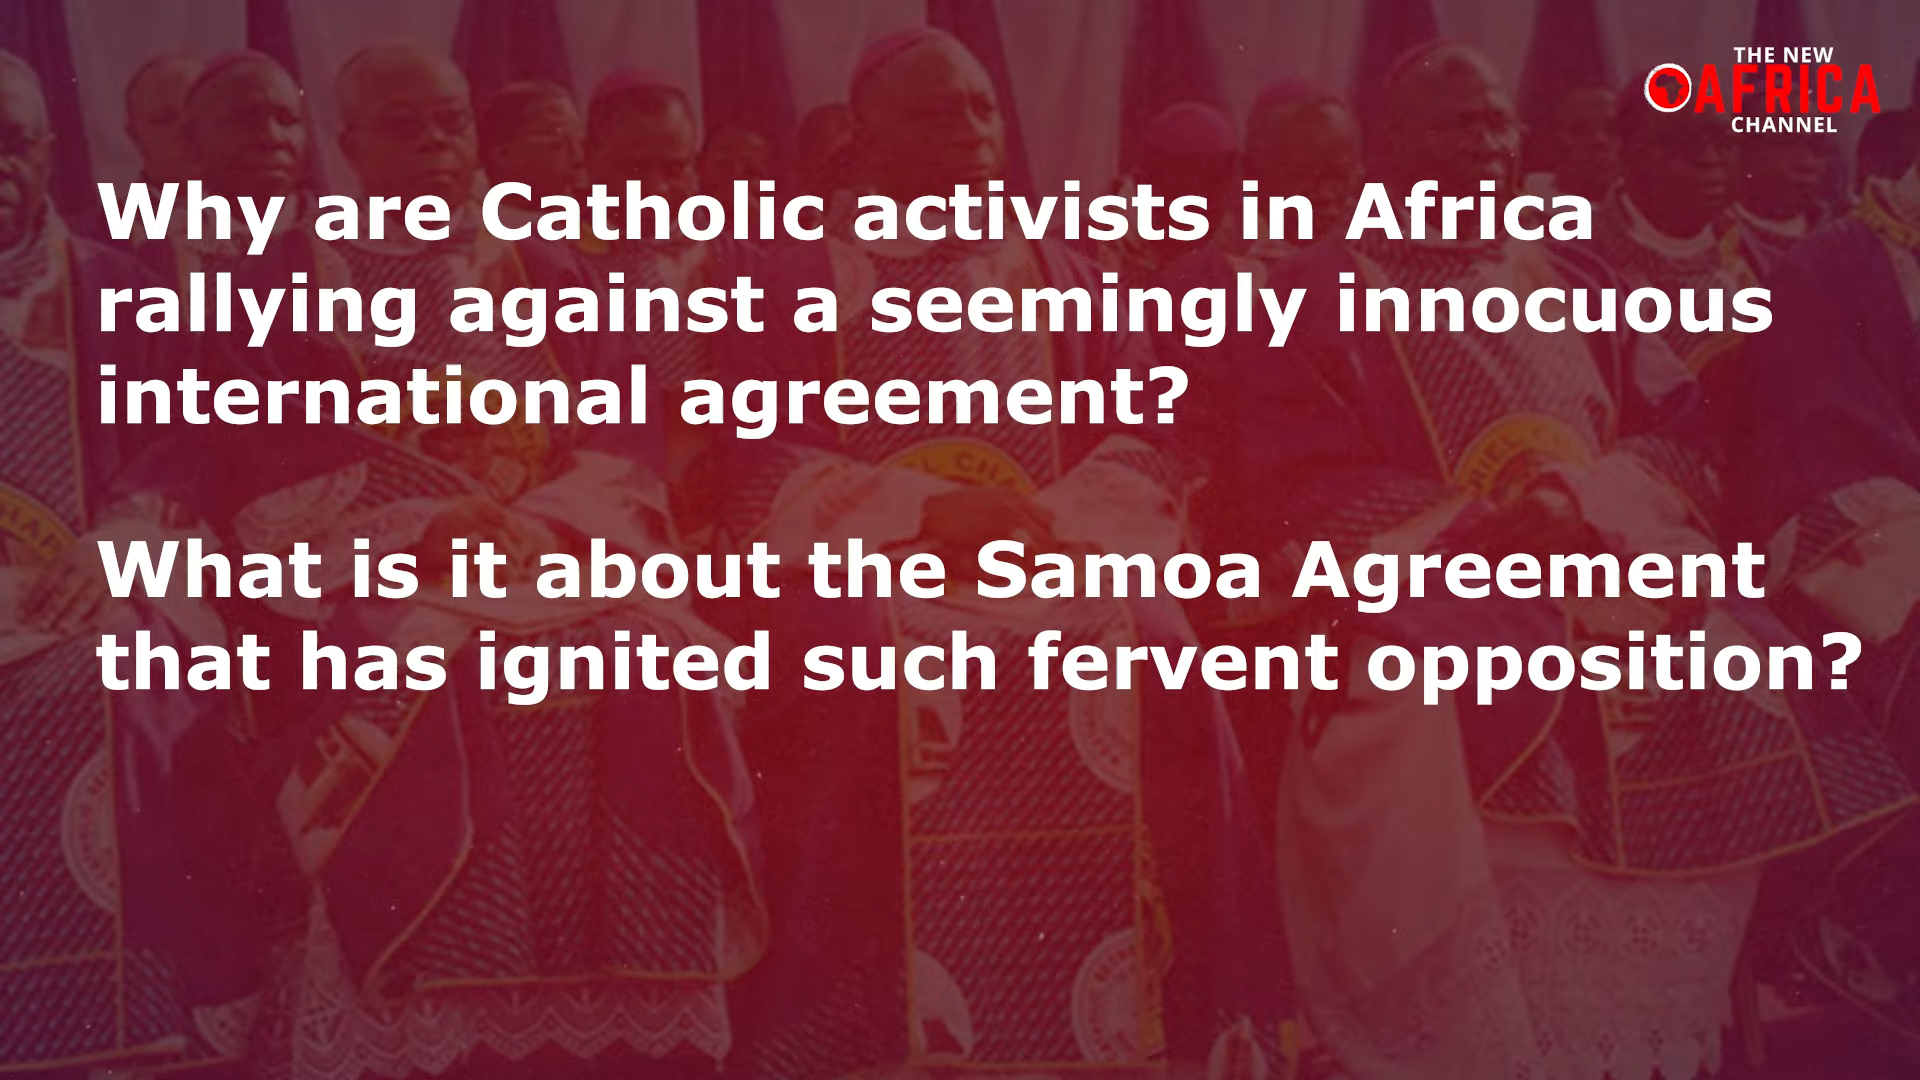 THE NEW
AFRICA
CHANNEL
Why are Catholic activists in Africa
rallying against a seemingly innocuous
international agreement?
What is it about the Samoa Agreement
that has ignited such fervent opposition?